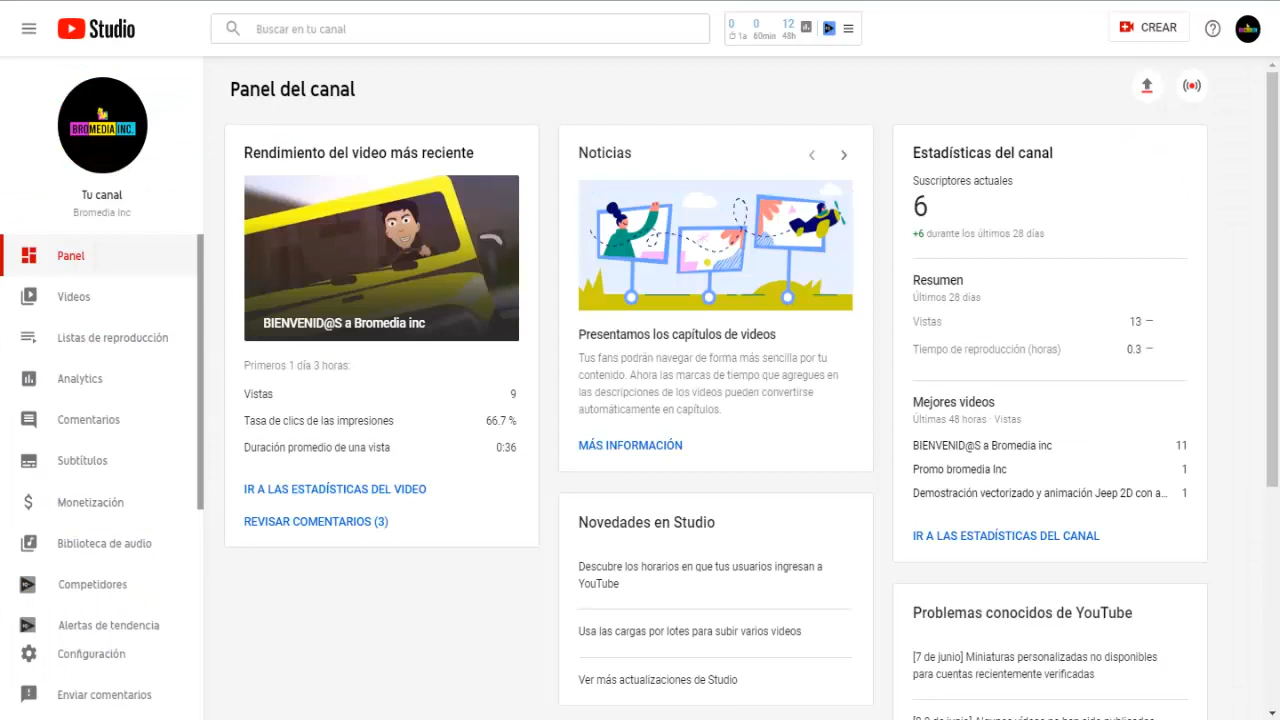 Studio
Buscar en tu canal
0 0 12
1a 60min 48h
CREAR
BROMEDIA INC.
Tu canal
Bromedia Inc
Panel
Videos
Listas de reproducción
Analytics
Comentarios
Subtítulos
Monetización
Biblioteca de audio
Competidores
Alertas de tendencia
Configuración
Enviar comentarios
Panel del canal
Rendimiento del video más reciente
BIENVENID@S a Bromedia inc
Primeros 1 día 3 horas:
Vistas 9
Tasa de clics de las impresiones 66.7 %
Duración promedio de una vista 0:36
IR A LAS ESTADÍSTICAS DEL VIDEO
REVISAR COMENTARIOS (3)
Noticias
Presentamos los capítulos de videos
Tus fans podrán navegar de forma más sencilla por tu
contenido. Ahora las marcas de tiempo que agregues en
las descripciones de los videos pueden convertirse
automáticamente en capítulos.
MÁS INFORMACIÓN
Novedades en Studio
Descubre los horarios en que tus usuarios ingresan a
YouTube
Usa las cargas por lotes para subir varios videos
Ver más actualizaciones de Studio
Estadísticas del canal
Suscriptores actuales
6
+6 durante los últimos 28 días
Resumen
Últimos 28 días
Vistas 13 —
Tiempo de reproducción (horas) 0.3 —
Mejores videos
Últimas 48 horas · Vistas
BIENVENID@S a Bromedia inc 11
Promo bromedia Inc 1
Demostración vectorizado y animación Jeep 2D con a... 1
IR A LAS ESTADÍSTICAS DEL CANAL
Problemas conocidos de YouTube
[7 de junio] Miniaturas personalizadas no disponibles
para cuentas recientemente verificadas